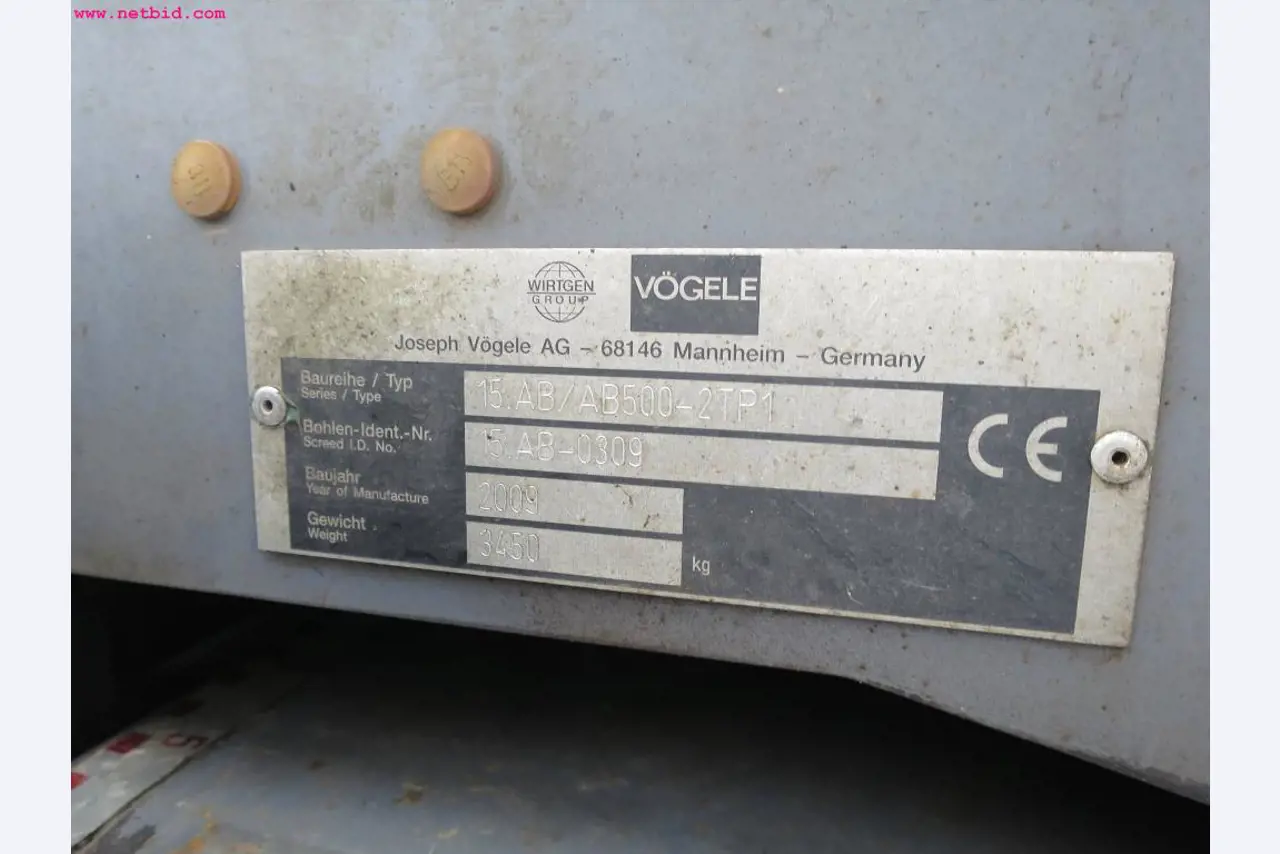 www.netbid.com
WIRTGEN
GROUP
VÖGELE
Joseph Vögele AG – 68146 Mannheim – Germany
Baureihe / Typ
Series / Type
15.AB/AB500-2TP1
Bohlen-Ident.-Nr.
Screed I.D. No.
15.AB-0309
Baujahr
Year of Manufacture
2009
Gewicht
Weight
3450
kg
CE
5